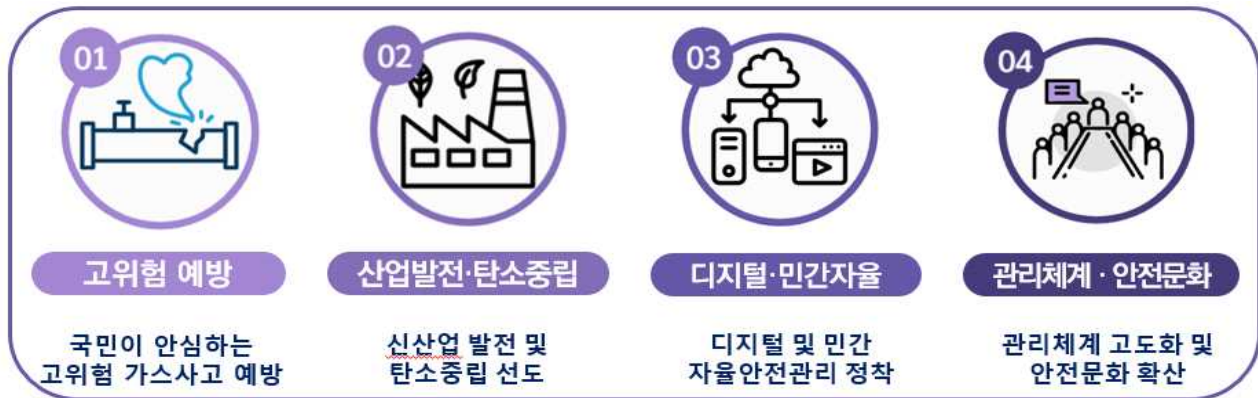 01
02
03
04
고위험 예방
산업발전·탄소중립
디지털·민간자율
관리체계 · 안전문화
국민이 안심하는
고위험 가스사고 예방
신산업 발전 및
탄소중립 선도
디지털 및 민간
자율안전관리 정착
관리체계 고도화 및
안전문화 확산